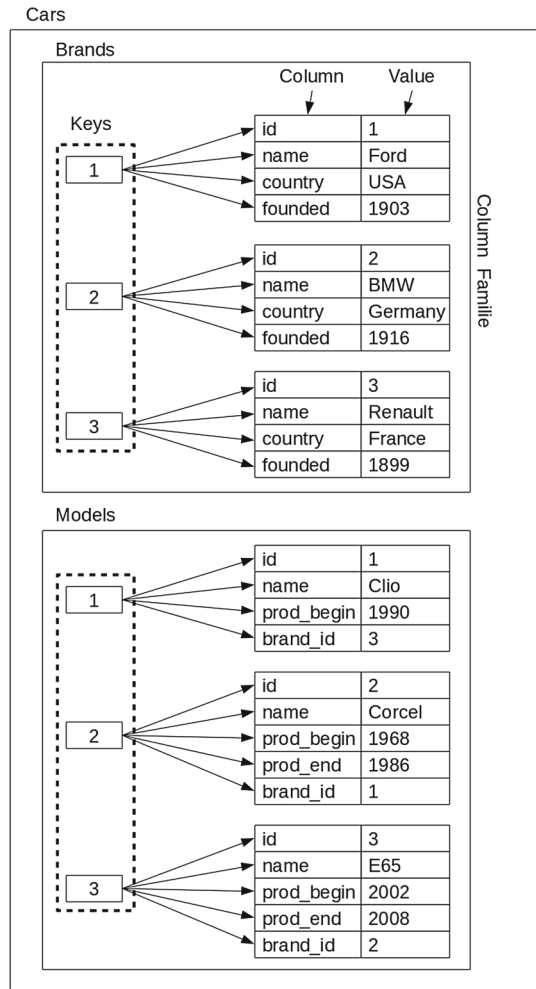 Cars
Brands
Column Value
Keys
1
id 1
name Ford
country USA
founded 1903
2
id 2
name BMW
country Germany
founded 1916
3
id 3
name Renault
country France
founded 1899
Column Familie
Models
1
id 1
name Clio
prod_begin 1990
brand_id 3
2
id 2
name Corcel
prod_begin 1968
prod_end 1986
brand_id 1
3
id 3
name E65
prod_begin 2002
prod_end 2008
brand_id 2